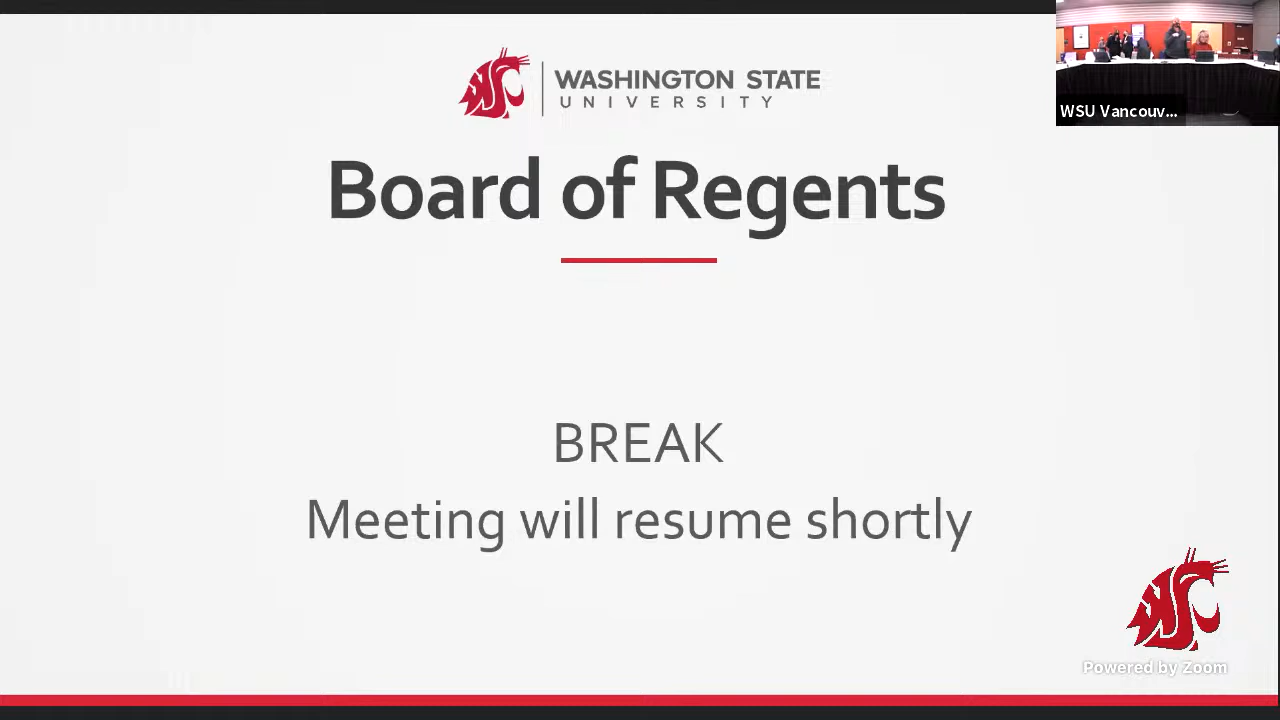 WASHINGTON STATE
UNIVERSITY
WSU Vancouv...
Board of Regents
BREAK
Meeting will resume shortly
Powered by Zoom